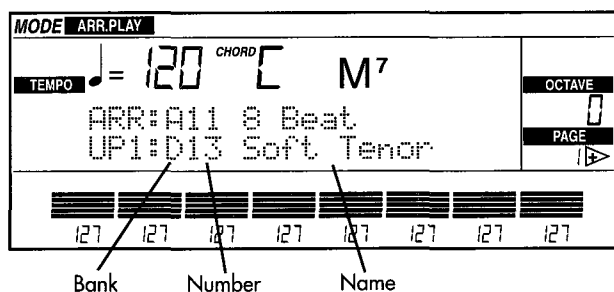 MODE ARR.PLAY
TEMPO ♩= 120 CHORD C M7 OCTAVE
0
ARR:A11 8 Beat PAGE
UP1:D13 Soft Tenor 1+
127 127 127 127 127 127 127 127
Bank Number Name